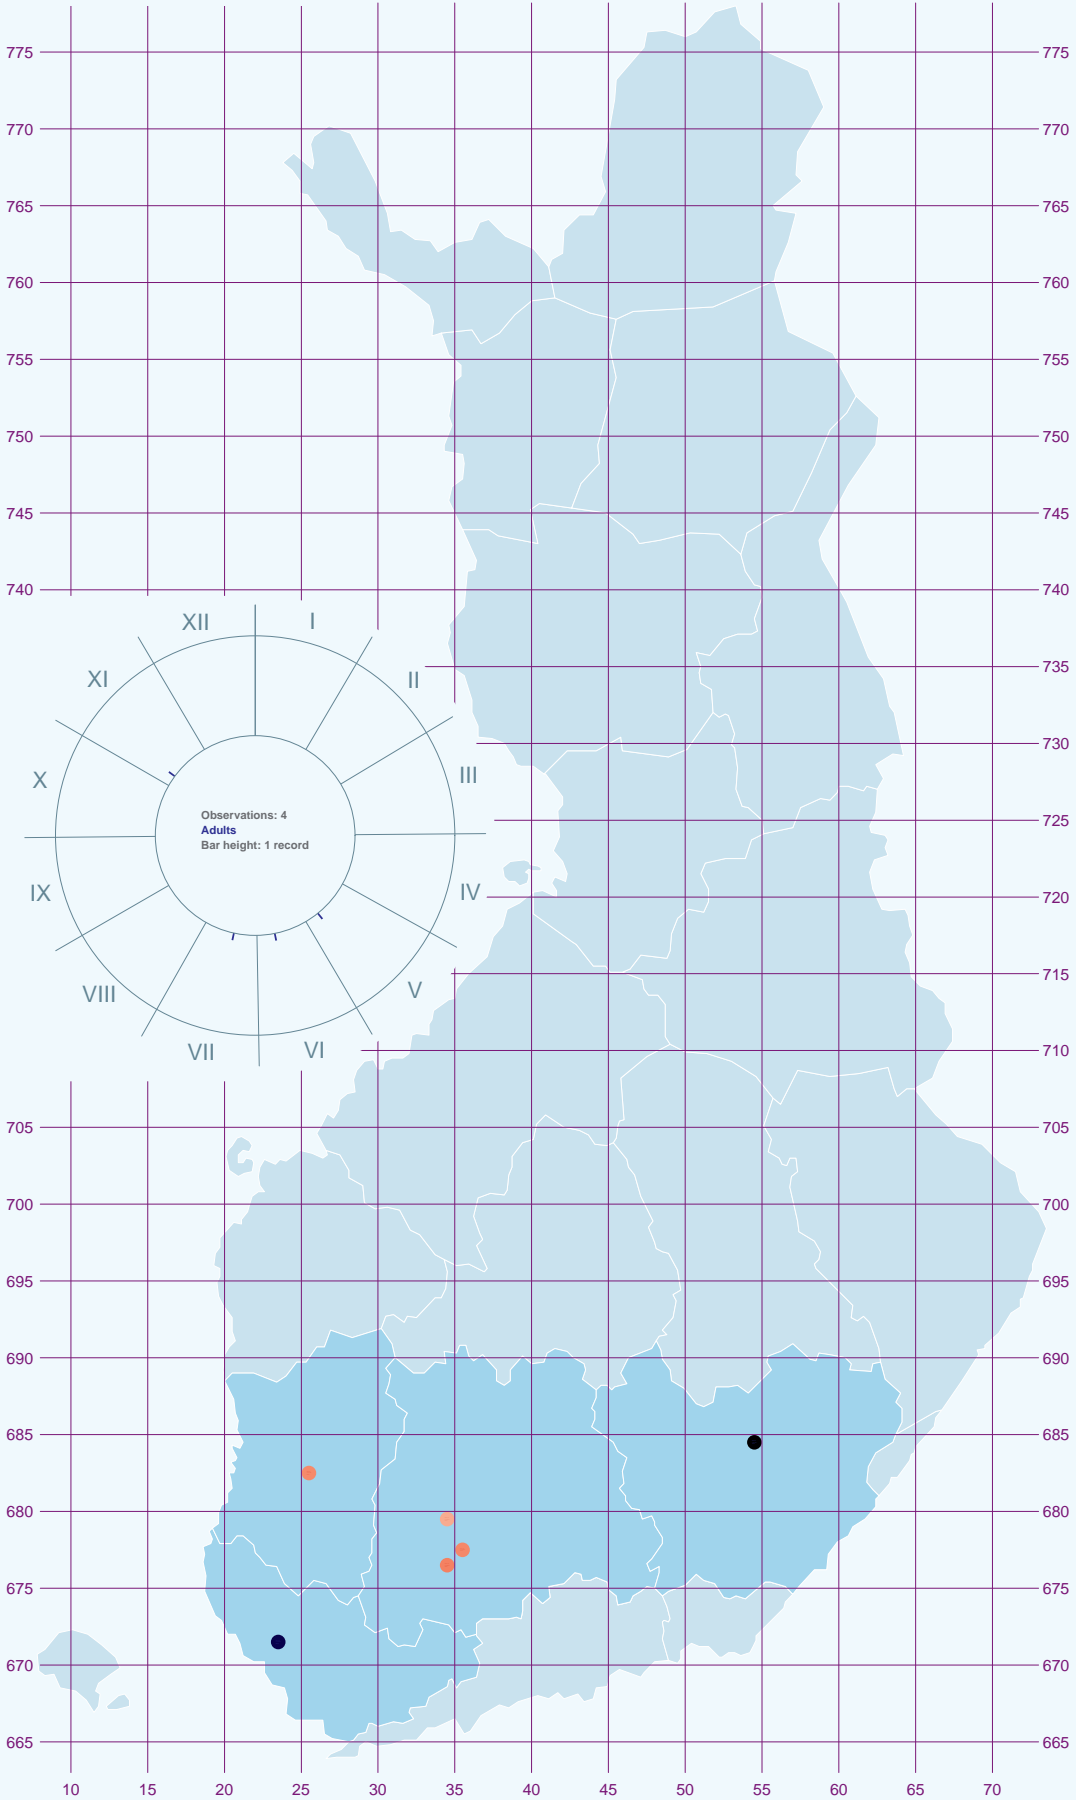 775 775
770 770
765 765
760 760
755 755
750 750
745 745
740 740
XII I
XI II
735
730
X III
Observations: 4
Adults
Bar height: 1 record
725
IX IV
720
VIII V
715
VII VI
710
705 705
700 700
695 695
690 690
685 685
680 680
675 675
670 670
665 665
10 15 20 25 30 35 40 45 50 55 60 65 70